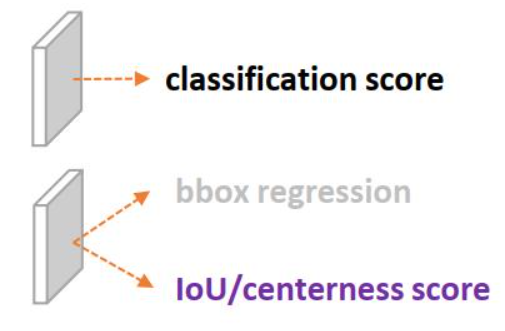 classification score
bbox regression
IoU/centerness score